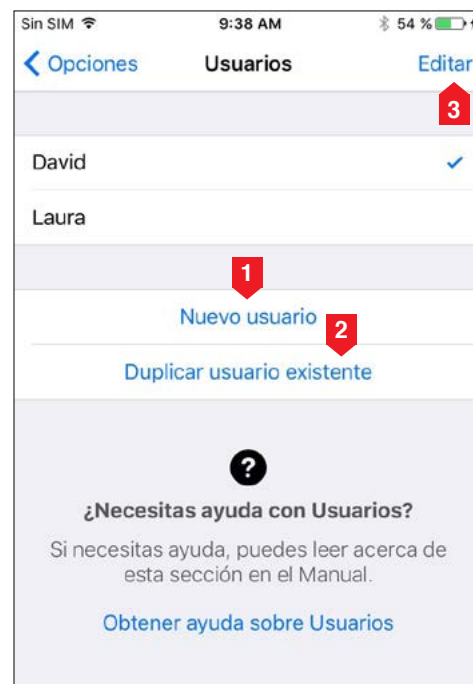 Sin SIM 9:38 AM 54 %
Opciones Usuarios Editar
3
David
Laura
1
Nuevo usuario
2
Duplicar usuario existente
?
¿Necesitas ayuda con Usuarios?
Si necesitas ayuda, puedes leer acerca de
esta sección en el Manual.
Obtener ayuda sobre Usuarios